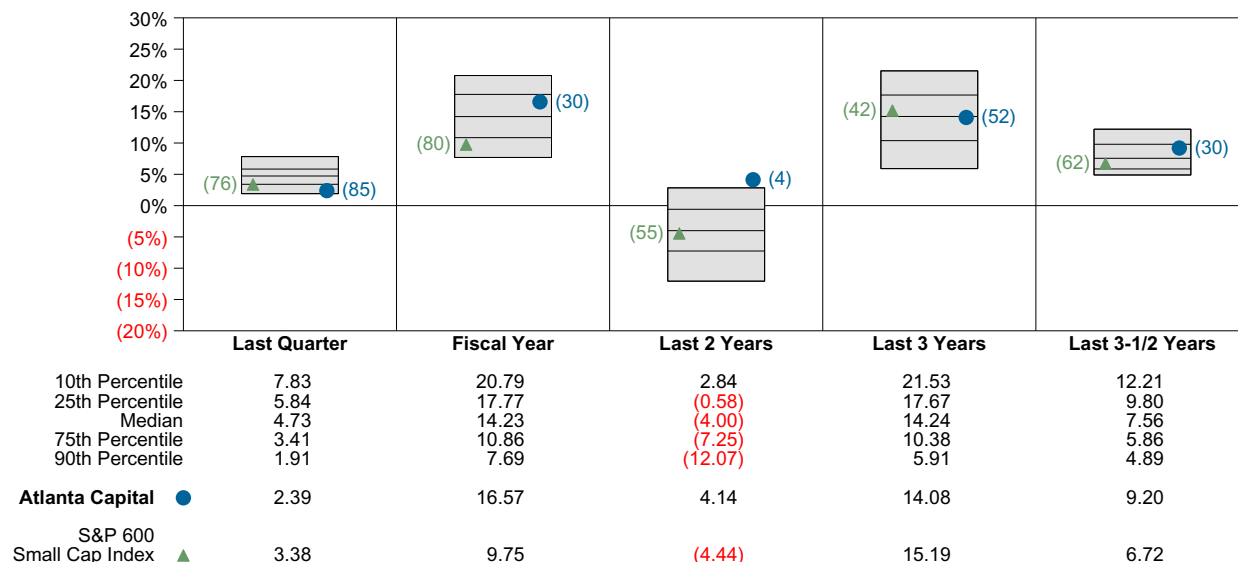 30%
25%
20%
15%
10%
5%
0%
(5%)
(10%)
(15%)
(20%)
(76) (85)
(80) (30)
(55) (4)
(42) (52)
(62) (30)
Last Quarter Fiscal Year Last 2 Years Last 3 Years Last 3-1/2 Years
10th Percentile 7.83 20.79 2.84 21.53 12.21
25th Percentile 5.84 17.77 (0.58) 17.67 9.80
Median 4.73 14.23 (4.00) 14.24 7.56
75th Percentile 3.41 10.86 (7.25) 10.38 5.86
90th Percentile 1.91 7.69 (12.07) 5.91 4.89
Atlanta Capital 2.39 16.57 4.14 14.08 9.20
S&P 600
Small Cap Index 3.38 9.75 (4.44) 15.19 6.72